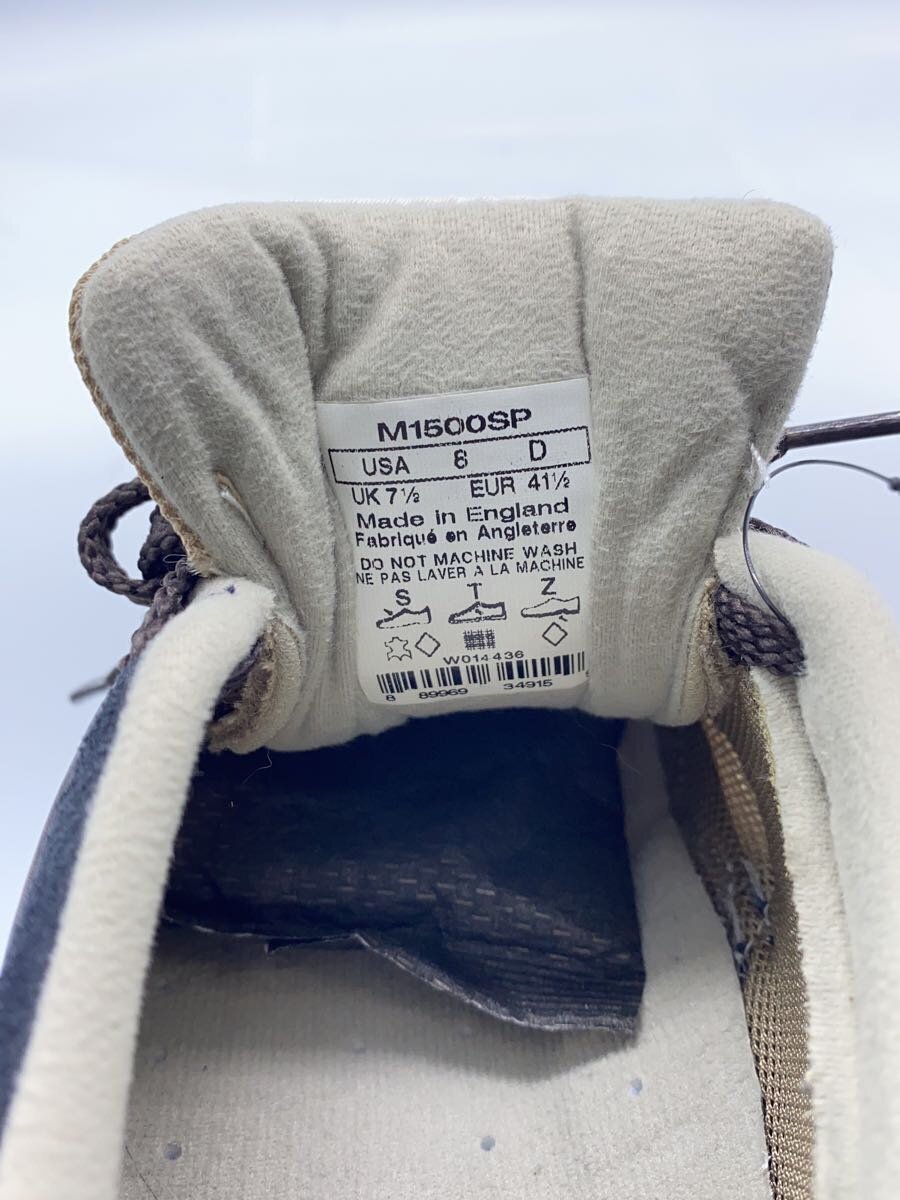 M1500SP
USA 8 D
UK 7½ EUR 41½
Made in England
Fabriqué en Angleterre
DO NOT MACHINE WASH
NE PAS LAVER A LA MACHINE
S T Z
W014436
8 89969 34915